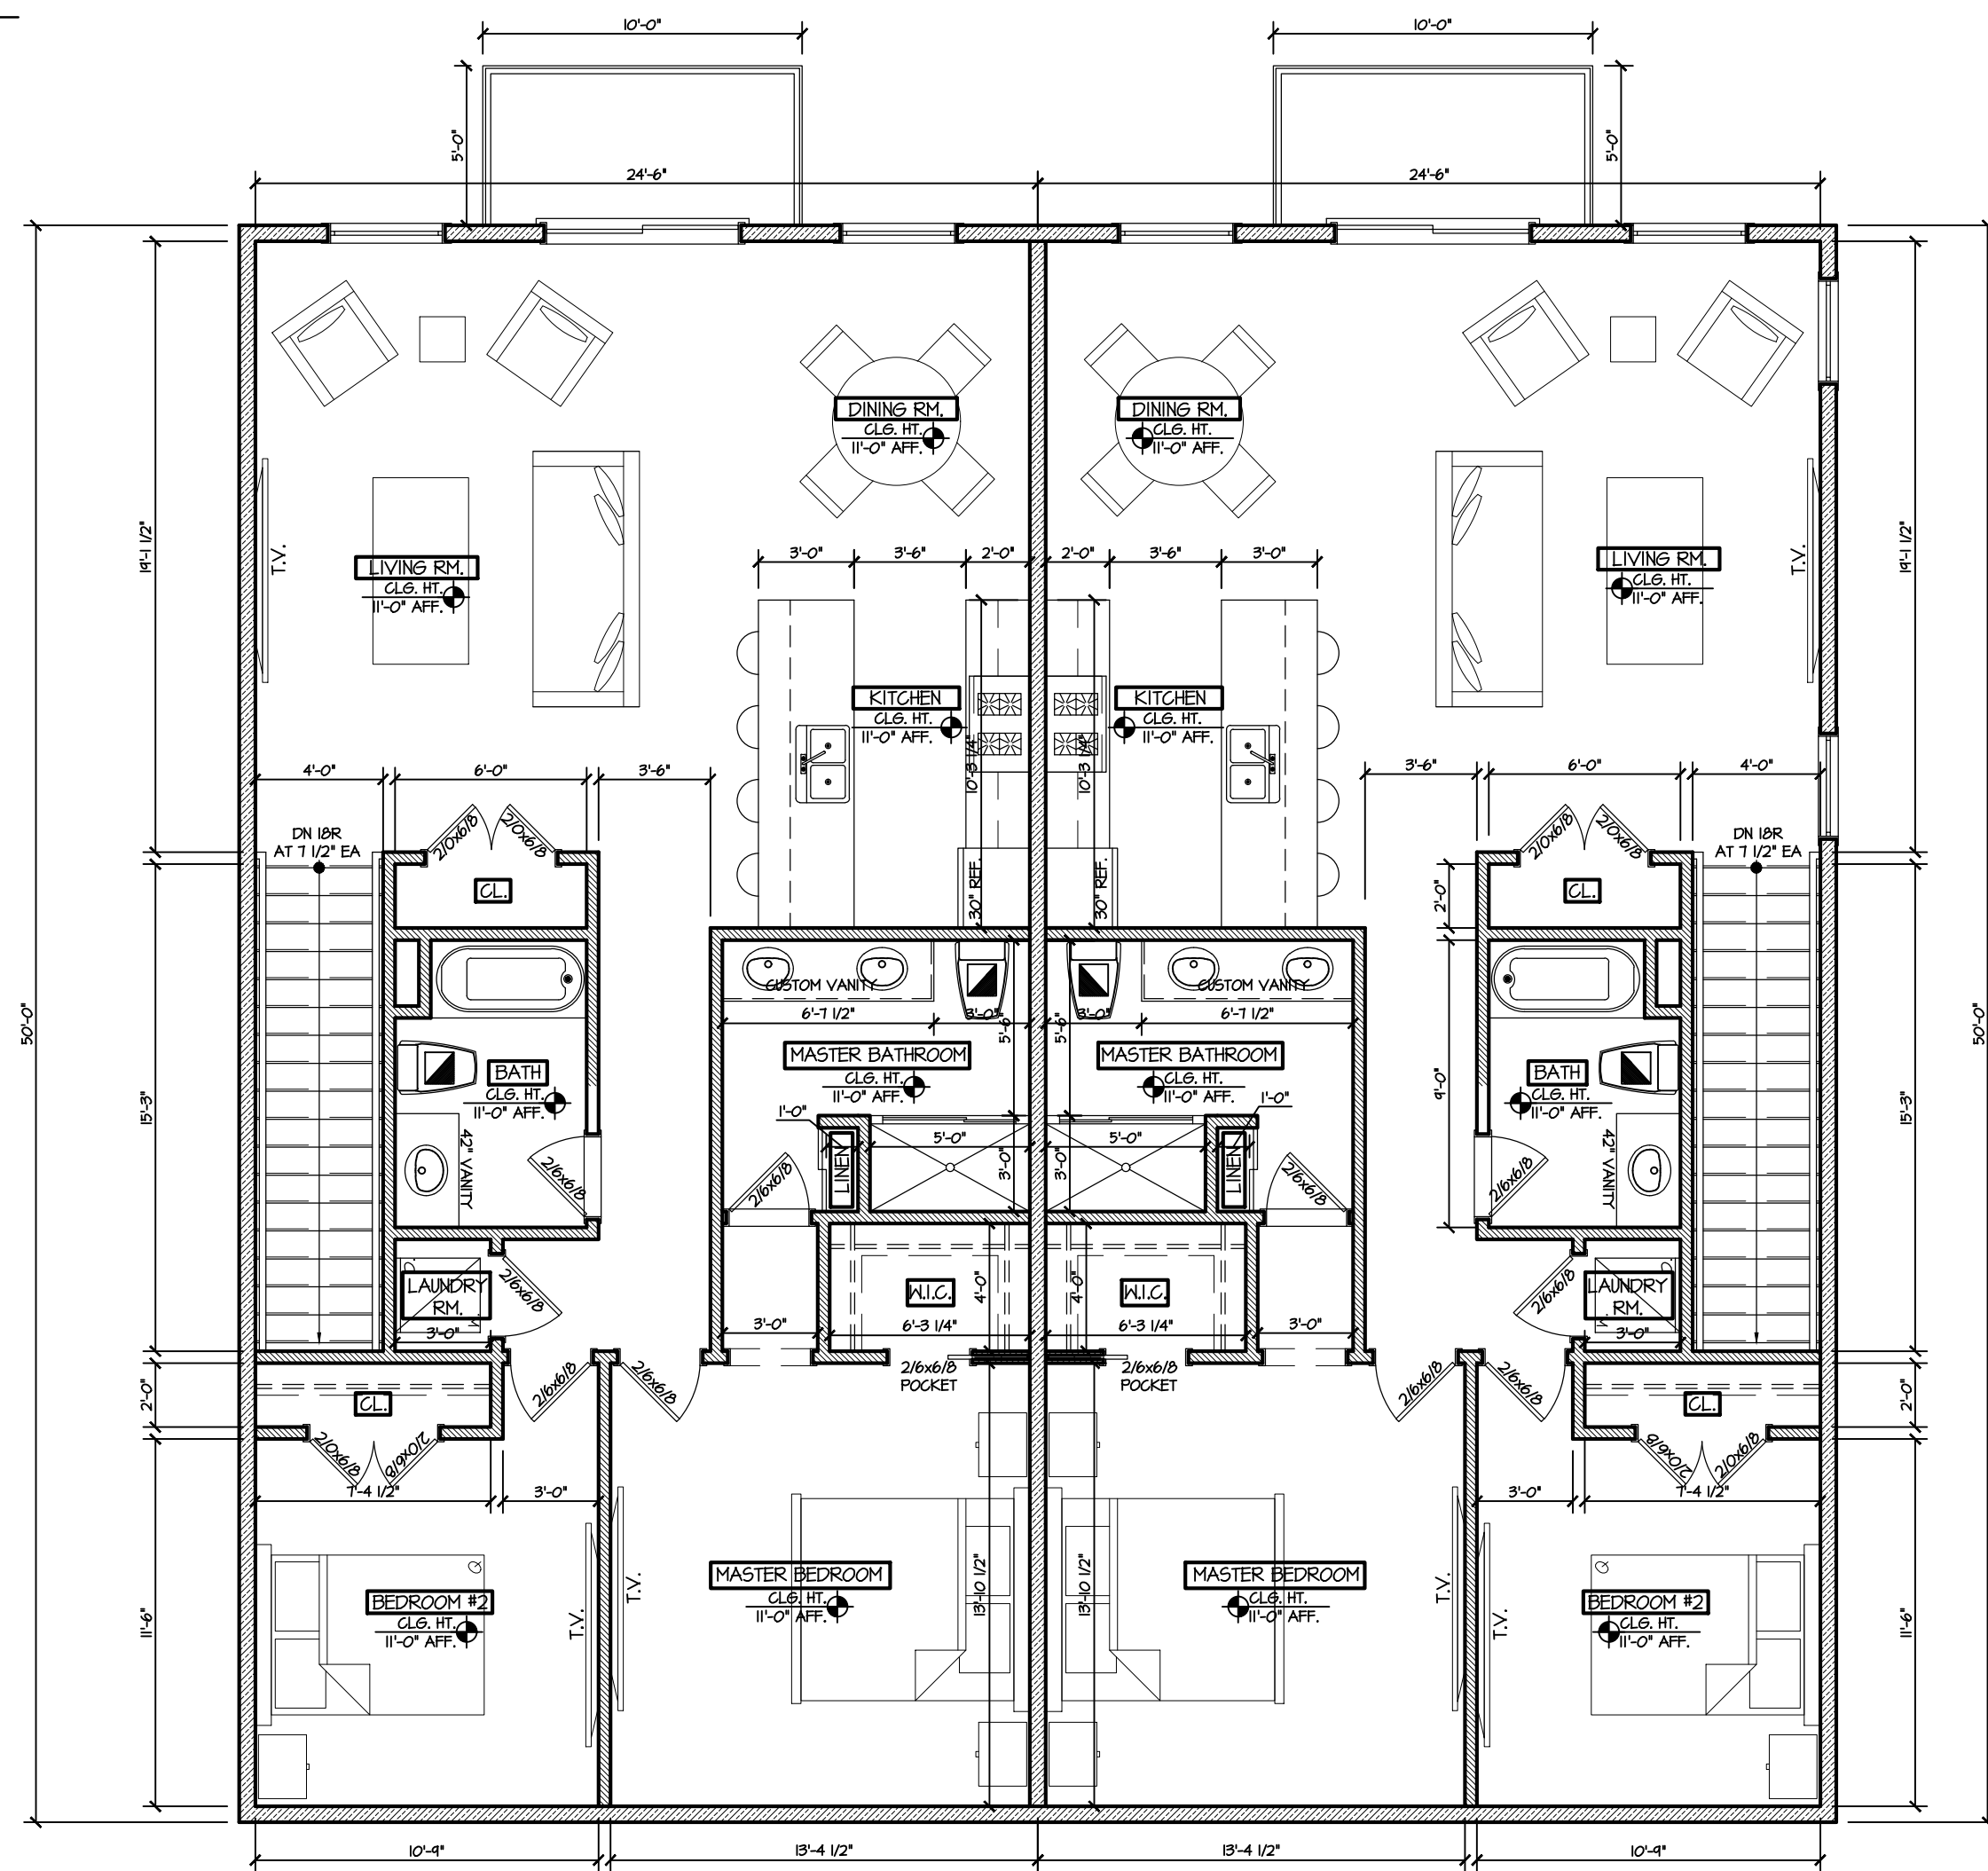 10'-0" 10'-0"
5'-0" 5'-0"
24'-6" 24'-6"
DINING RM. DINING RM.
CLG. HT. CLG. HT.
11'-0" AFF. 11'-0" AFF.
19'-1 1/2" 19'-1 1/2"
3'-0" 3'-6" 2'-0" 2'-0" 3'-6" 3'-0"
T.V. T.V.
LIVING RM. LIVING RM.
CLG. HT. CLG. HT.
11'-0" AFF. 11'-0" AFF.
KITCHEN KITCHEN
CLG. HT. CLG. HT.
11'-0" AFF. 11'-0" AFF.
10'-3 1/4" 10'-3 1/4"
4'-0" 6'-0" 3'-6" 3'-6" 6'-0" 4'-0"
DN 18R DN 18R
AT 7 1/2" EA AT 7 1/2" EA
2/0x6/8 2/0x6/8 2/0x6/8 2/0x6/8
CL. CL.
30" REF. 30" REF.
2'-0"
CUSTOM VANITY CUSTOM VANITY
6'-7 1/2" 3'-0" 3'-0" 6'-7 1/2"
5'-6" 5'-6"
50'-0" 50'-0"
MASTER BATHROOM MASTER BATHROOM
CLG. HT. CLG. HT.
11'-0" AFF. 11'-0" AFF.
BATH BATH
CLG. HT. CLG. HT.
11'-0" AFF. 11'-0" AFF.
15'-3" 9'-0" 15'-3"
1'-0" 1'-0"
5'-0" 5'-0"
42" VANITY 42" VANITY
2/6x6/8 2/6x6/8 2/6x6/8 2/6x6/8
LINEN LINEN
3'-0" 3'-0"
LAUNDRY LAUNDRY
RM. RM.
2/6x6/8 2/6x6/8
W.I.C. W.I.C.
4'-0" 4'-0"
3'-0" 3'-0" 6'-3 1/4" 6'-3 1/4" 3'-0" 3'-0"
2/6x6/8 2/6x6/8 2/6x6/8 2/6x6/8 2/6x6/8 2/6x6/8
POCKET POCKET
2'-0" 2'-0"
CL. CL.
2/0x6/8 2/0x6/8 2/0x6/8 2/0x6/8
7'-4 1/2" 3'-0" 3'-0" 7'-4 1/2"
MASTER BEDROOM MASTER BEDROOM
CLG. HT. CLG. HT.
11'-0" AFF. 11'-0" AFF.
13'-10 1/2" 13'-10 1/2"
T.V. T.V.
BEDROOM #2 BEDROOM #2
CLG. HT. CLG. HT.
11'-0" AFF. 11'-0" AFF.
T.V. T.V.
Q Q
11'-6" 11'-6"
10'-9" 13'-4 1/2" 13'-4 1/2" 10'-9"